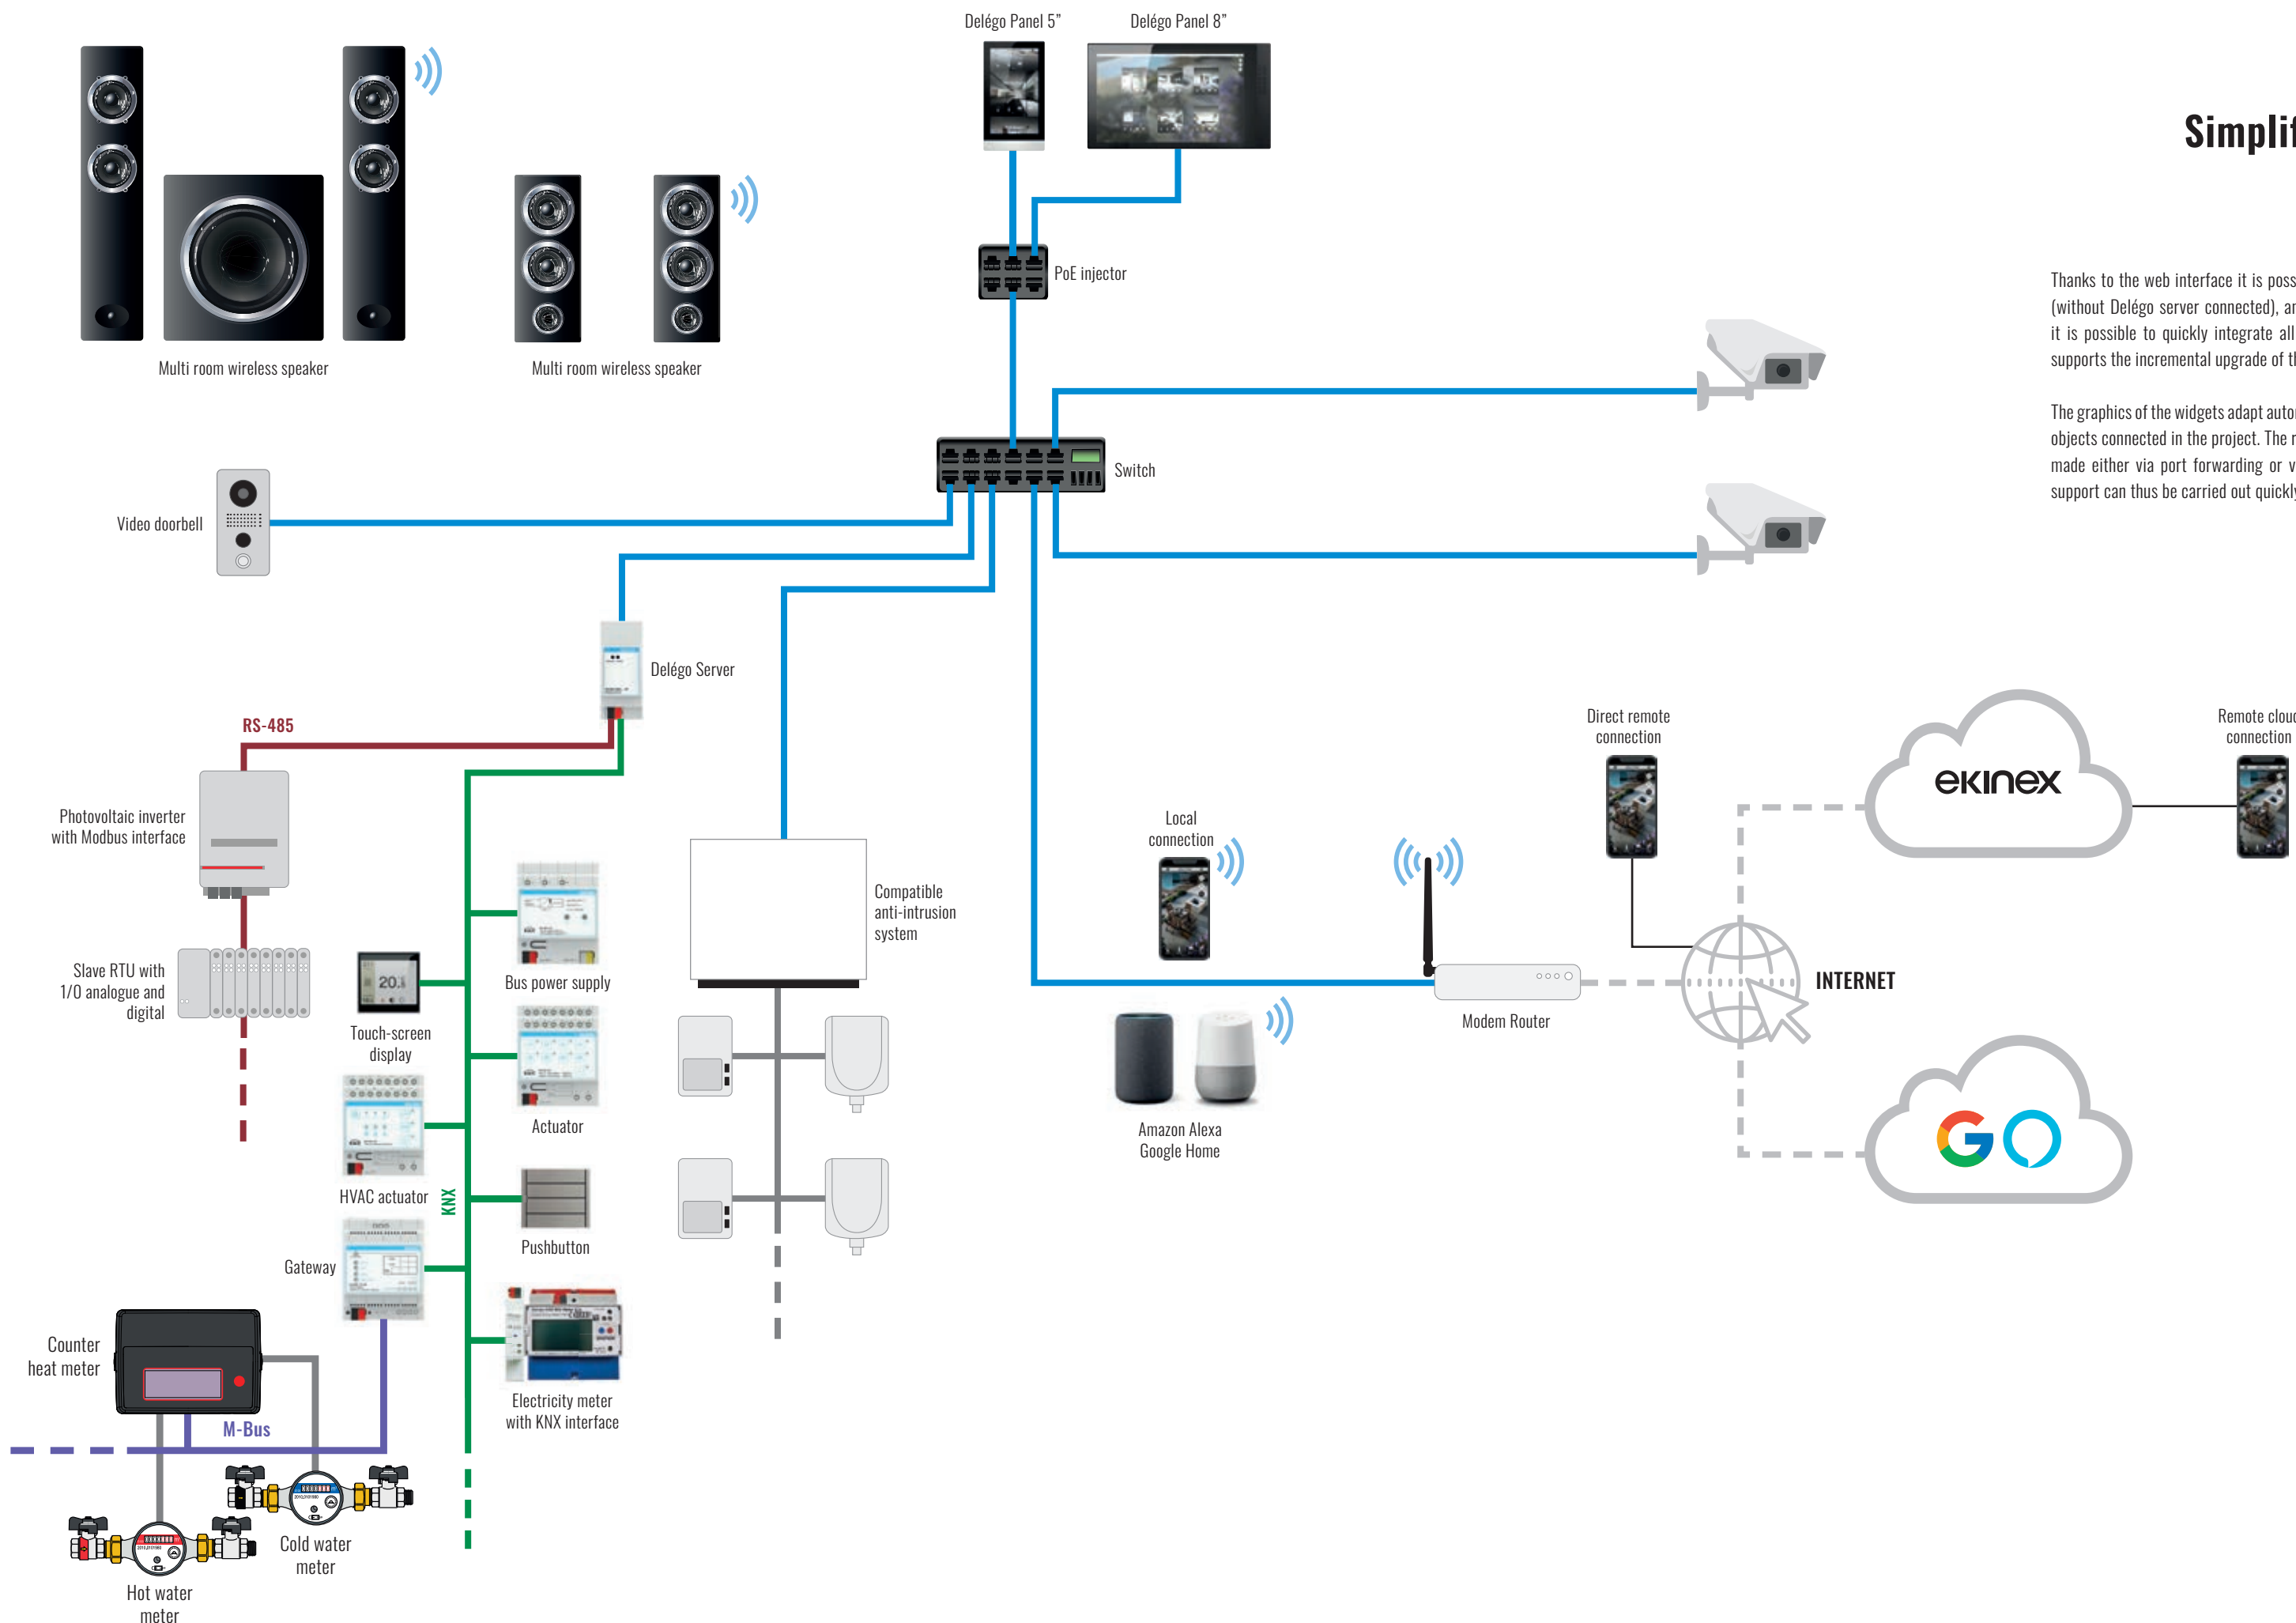 Delégo Panel 5”
Delégo Panel 8”
Simplif
Thanks to the web interface it is poss
(without Delégo server connected), an
it is possible to quickly integrate all
supports the incremental upgrade of th
The graphics of the widgets adapt autor
objects connected in the project. The r
made either via port forwarding or v
support can thus be carried out quickly
PoE injector
Multi room wireless speaker
Multi room wireless speaker
Switch
Video doorbell
Delégo Server
RS-485
Photovoltaic inverter
with Modbus interface
Slave RTU with
1/0 analogue and
digital
Bus power supply
20.
Touch-screen
display
Actuator
HVAC actuator
KNX
Pushbutton
Gateway
Electricity meter
with KNX interface
Counter
heat meter
M-Bus
Cold water
meter
Hot water
meter
Compatible
anti-intrusion
system
Local
connection
Amazon Alexa
Google Home
Modem Router
Direct remote
connection
INTERNET
ekinex
Remote cloud
connection
G